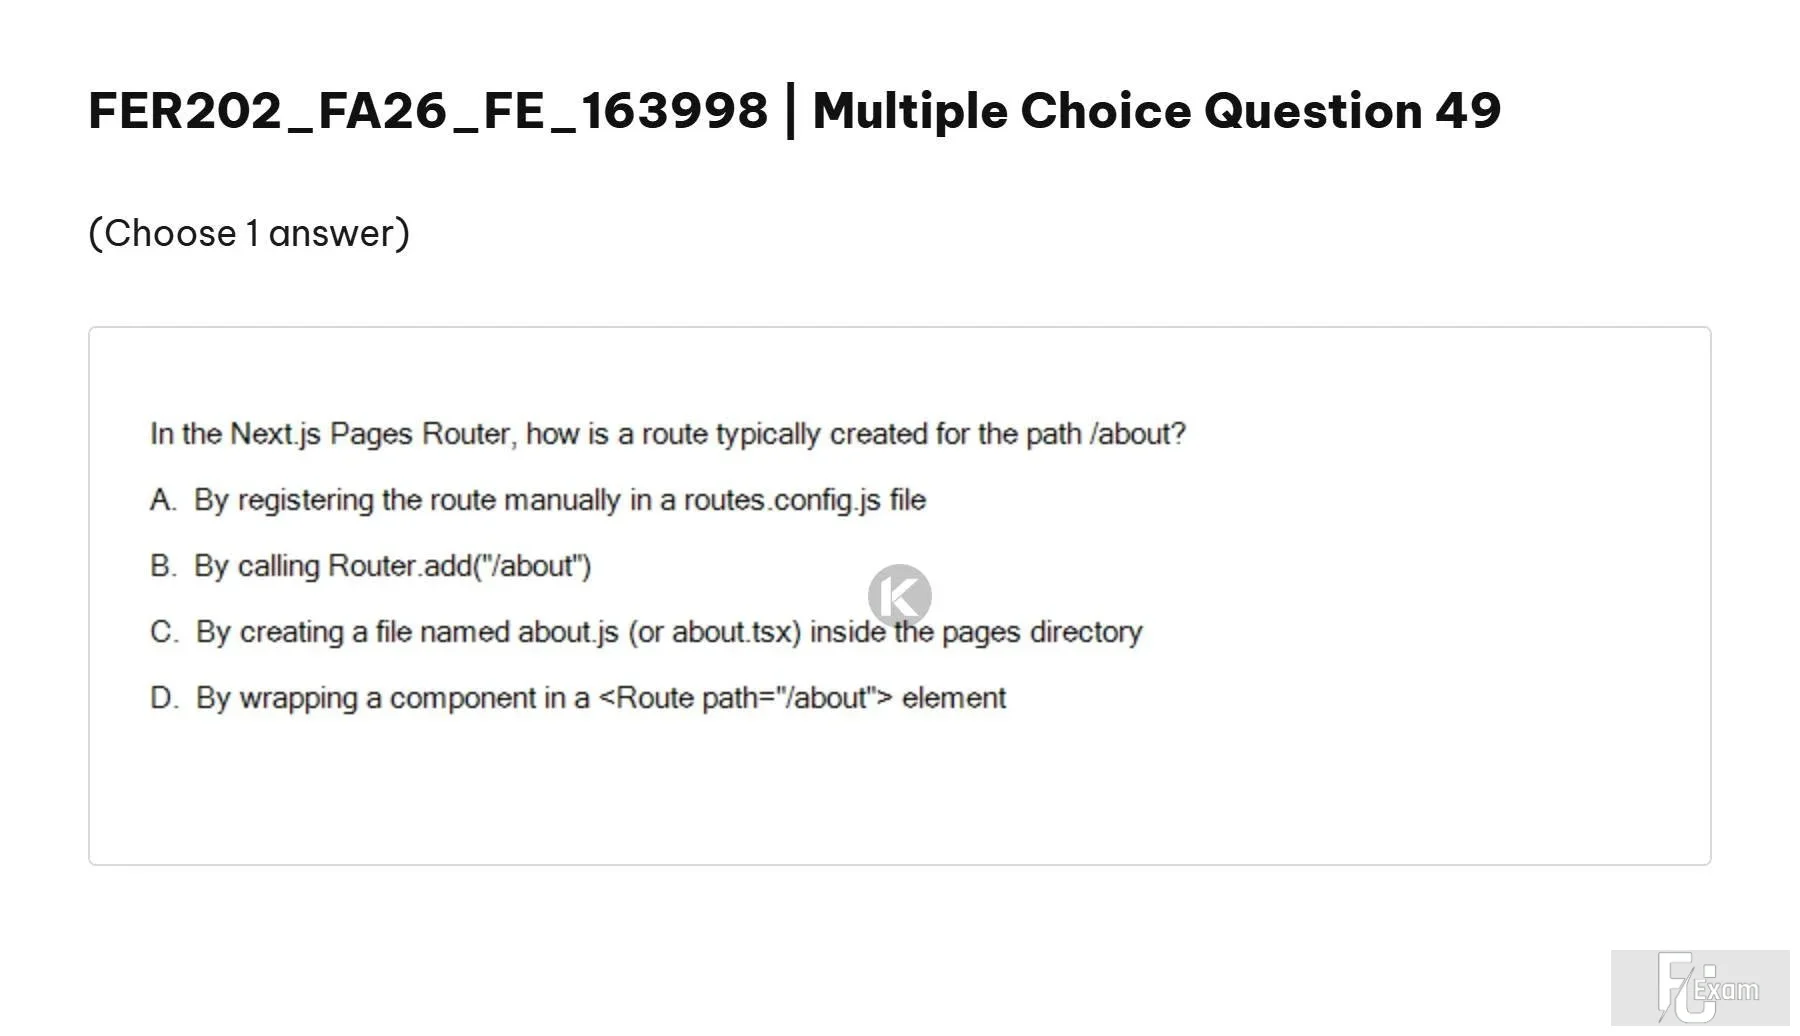 FER202_FA26_FE_163998 | Multiple Choice Question 49
(Choose 1 answer)
In the Next.js Pages Router, how is a route typically created for the path /about?
A. By registering the route manually in a routes.config.js file
B. By calling Router.add("/about")
C. By creating a file named about.js (or about.tsx) inside the pages directory
D. By wrapping a component in a <Route path="/about"> element
K
FU Exam